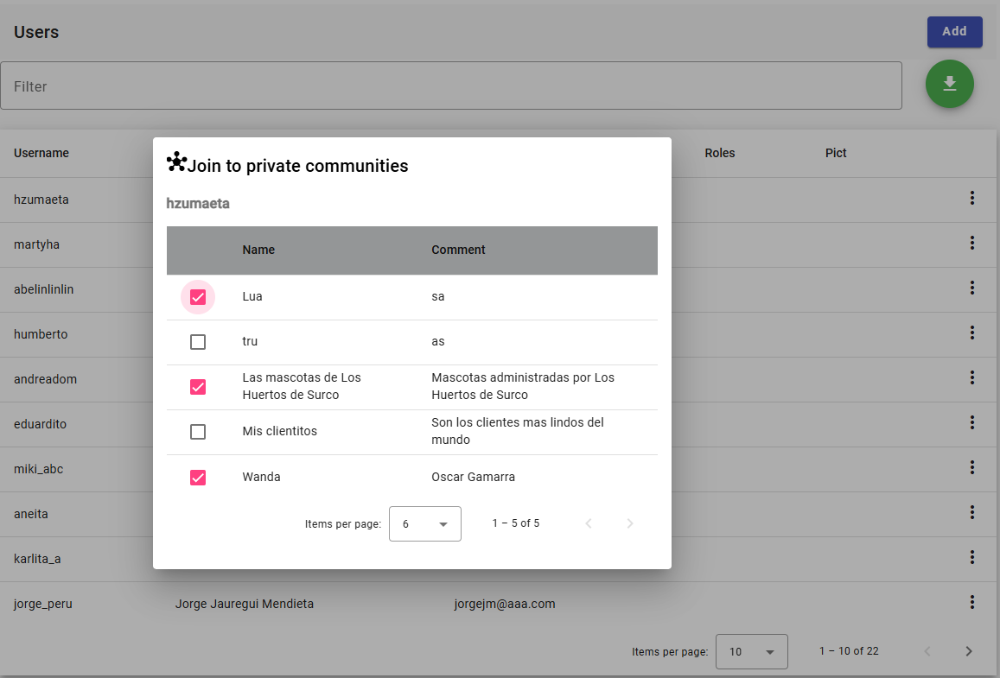 Users
Add
Filter
Username
Roles
Pict
hzumaeta
martyha
abelinlinlin
humberto
andreadom
eduardito
miki_abc
aneita
karlita_a
jorge_peru
Jorge Jauregui Mendieta
jorgejm@aaa.com
Items per page:
10
1 – 10 of 22
Join to private communities
hzumaeta
Name
Comment
Lua
sa
tru
as
Las mascotas de Los
Huertos de Surco
Mascotas administradas por Los
Huertos de Surco
Mis clientitos
Son los clientes mas lindos del
mundo
Wanda
Oscar Gamarra
Items per page:
6
1 – 5 of 5